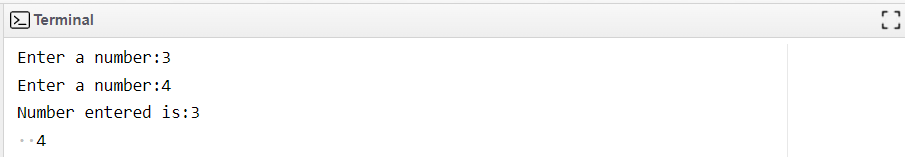 Terminal
Enter a number:3
Enter a number:4
Number entered is:3
  4